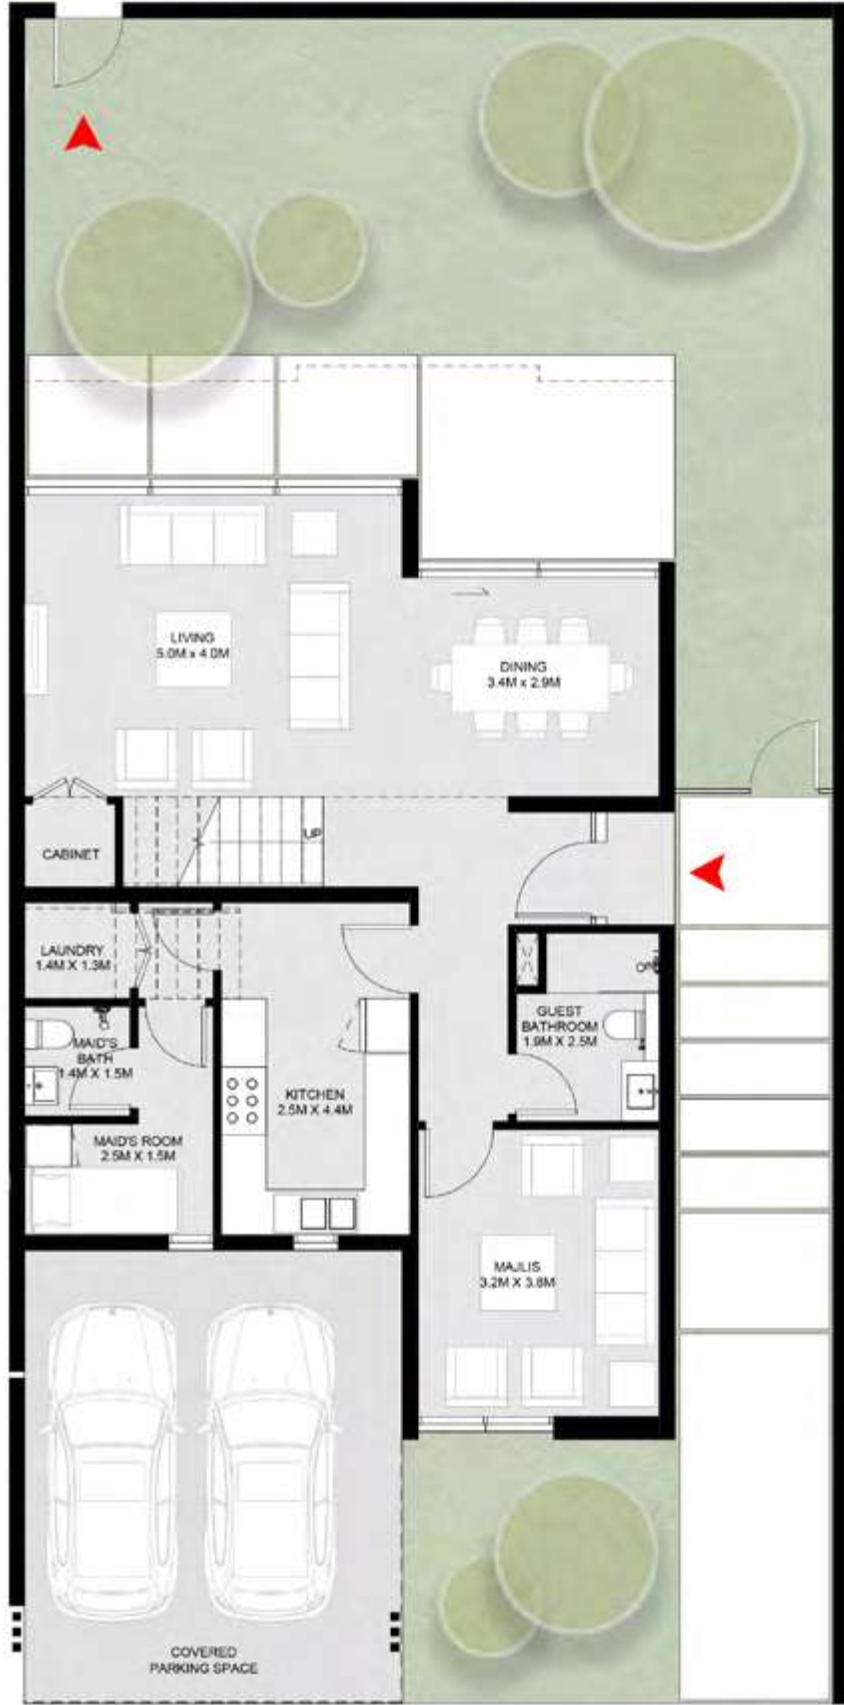 LIVING
5.0M x 4.0M
DINING
3.4M x 2.9M
UP
CABINET
LAUNDRY
1.4M X 1.3M
GUEST
BATHROOM
1.9M X 2.5M
MAID'S
BATH
1.4M X 1.5M
KITCHEN
2.5M X 4.4M
MAID'S ROOM
2.5M X 1.5M
MAJLIS
3.2M X 3.8M
COVERED
PARKING SPACE